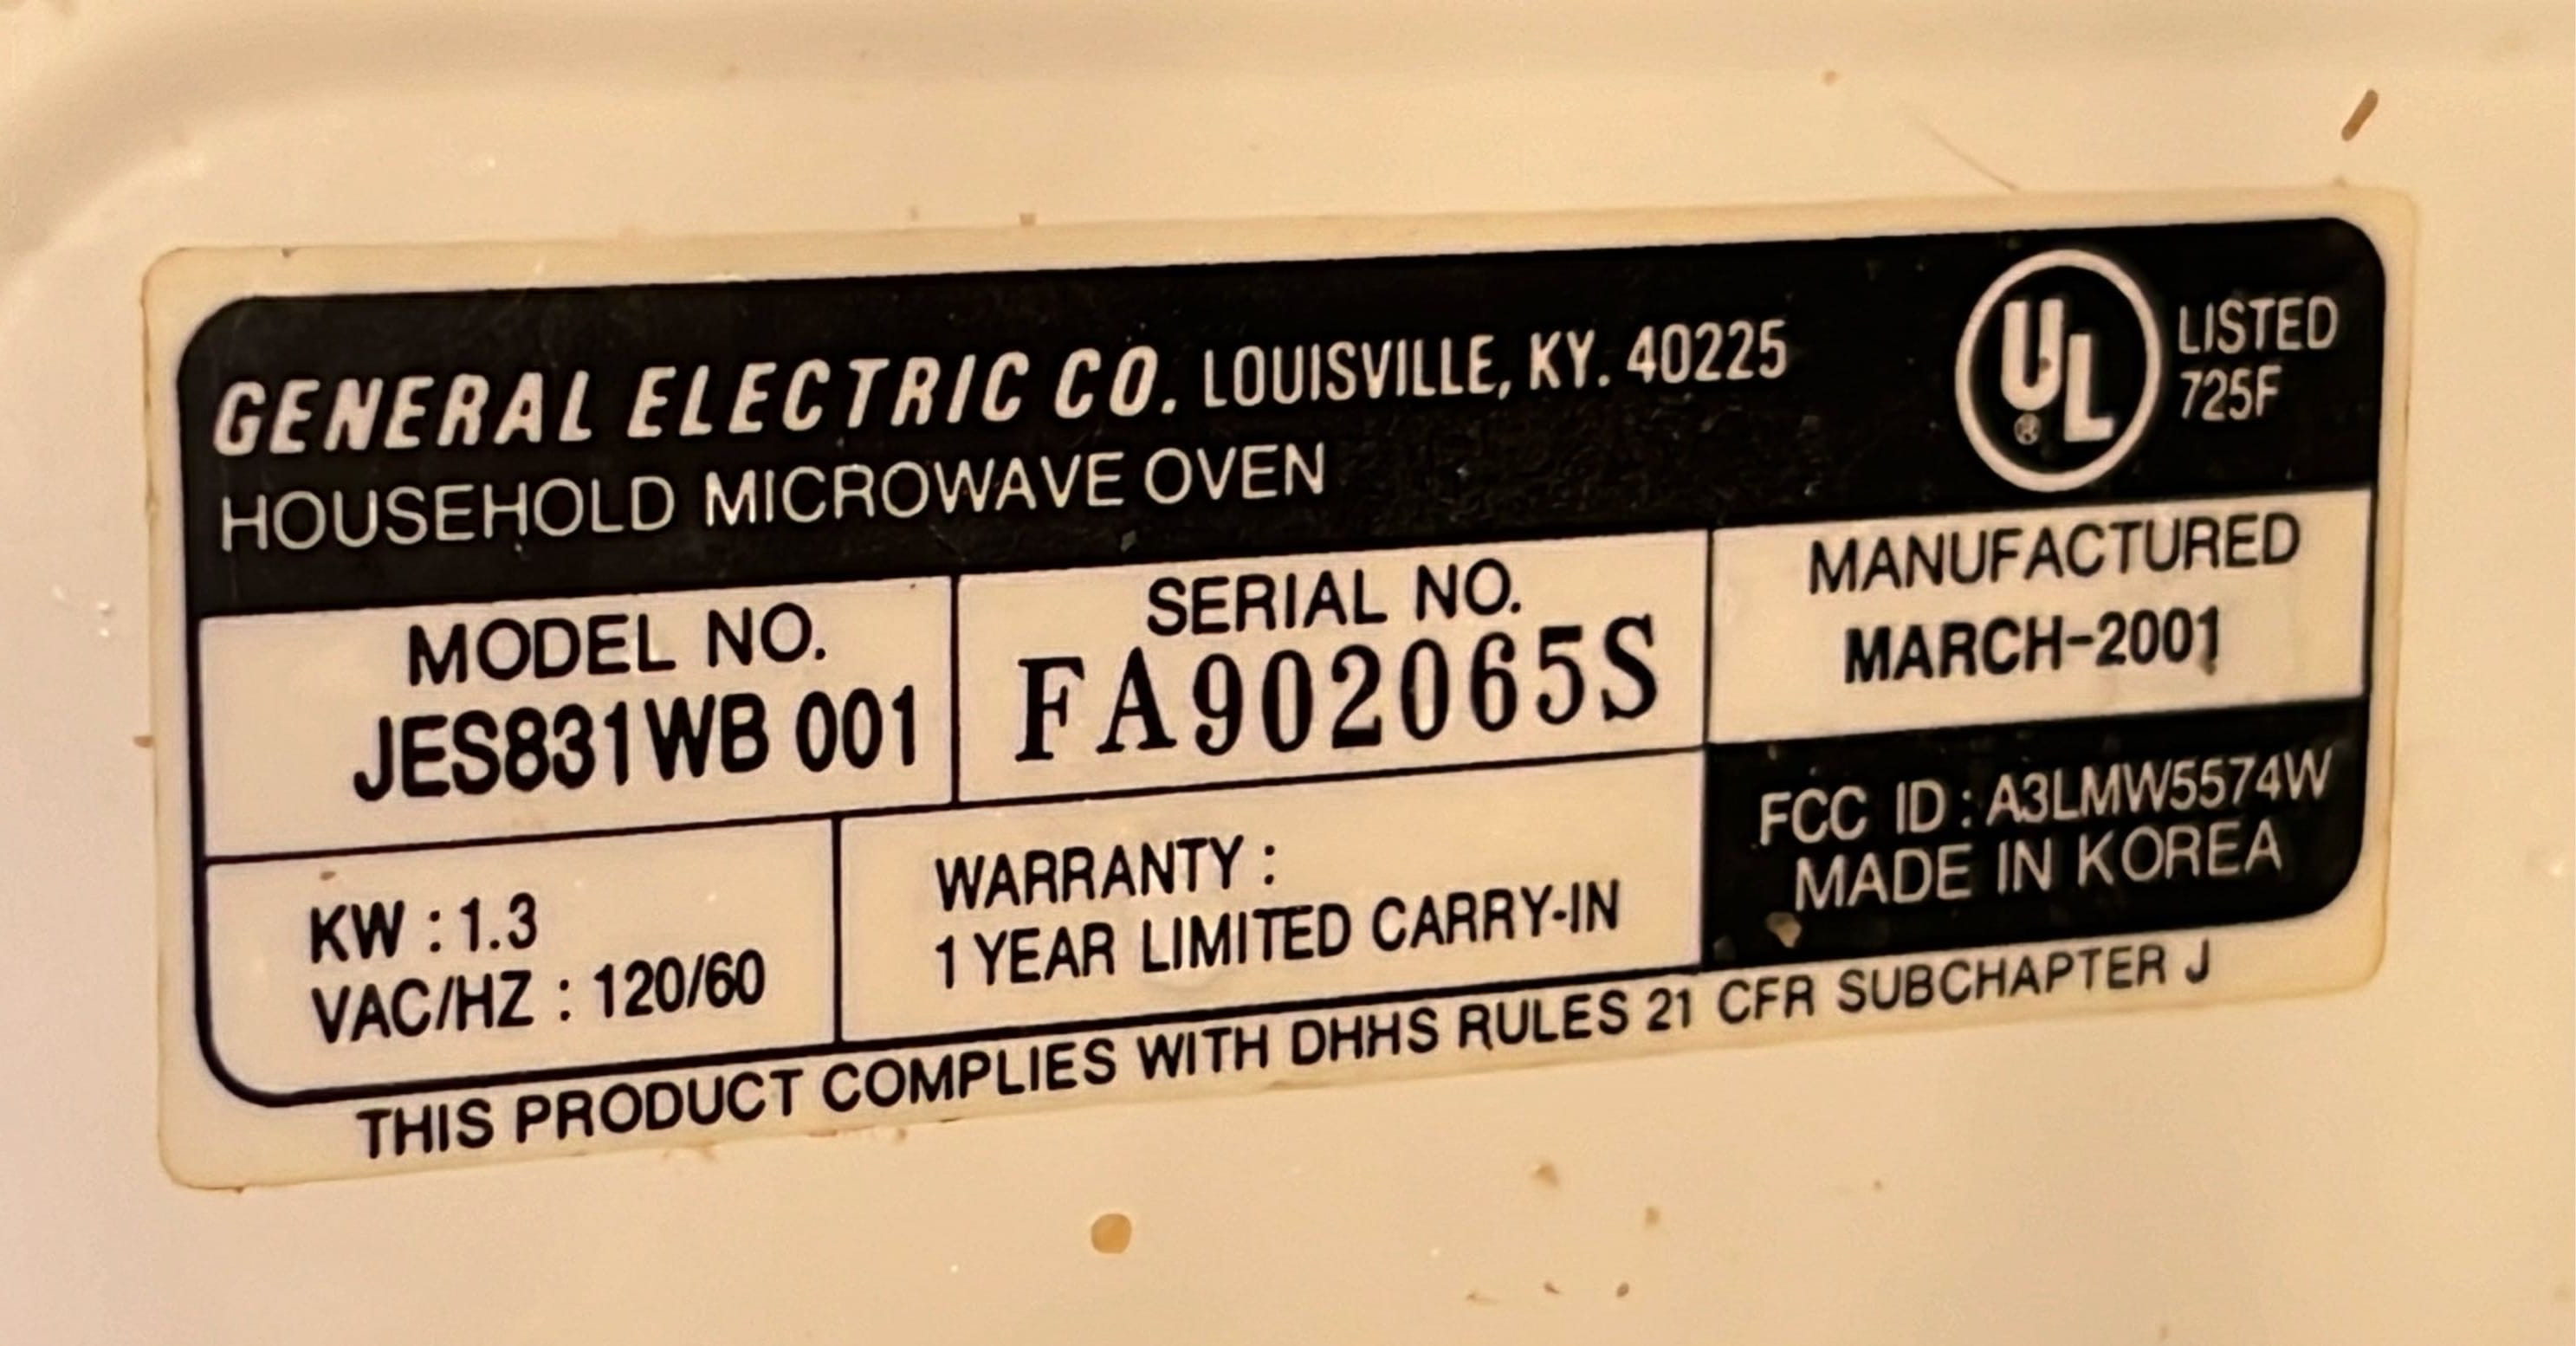 GENERAL ELECTRIC CO. LOUISVILLE, KY. 40225
HOUSEHOLD MICROWAVE OVEN
UL ®
LISTED
725F
MODEL NO.
JES831WB 001
SERIAL NO.
FA902065S
MANUFACTURED
MARCH-2001
KW : 1.3
VAC/HZ : 120/60
WARRANTY :
1 YEAR LIMITED CARRY-IN
FCC ID : A3LMW5574W
MADE IN KOREA
THIS PRODUCT COMPLIES WITH DHHS RULES 21 CFR SUBCHAPTER J